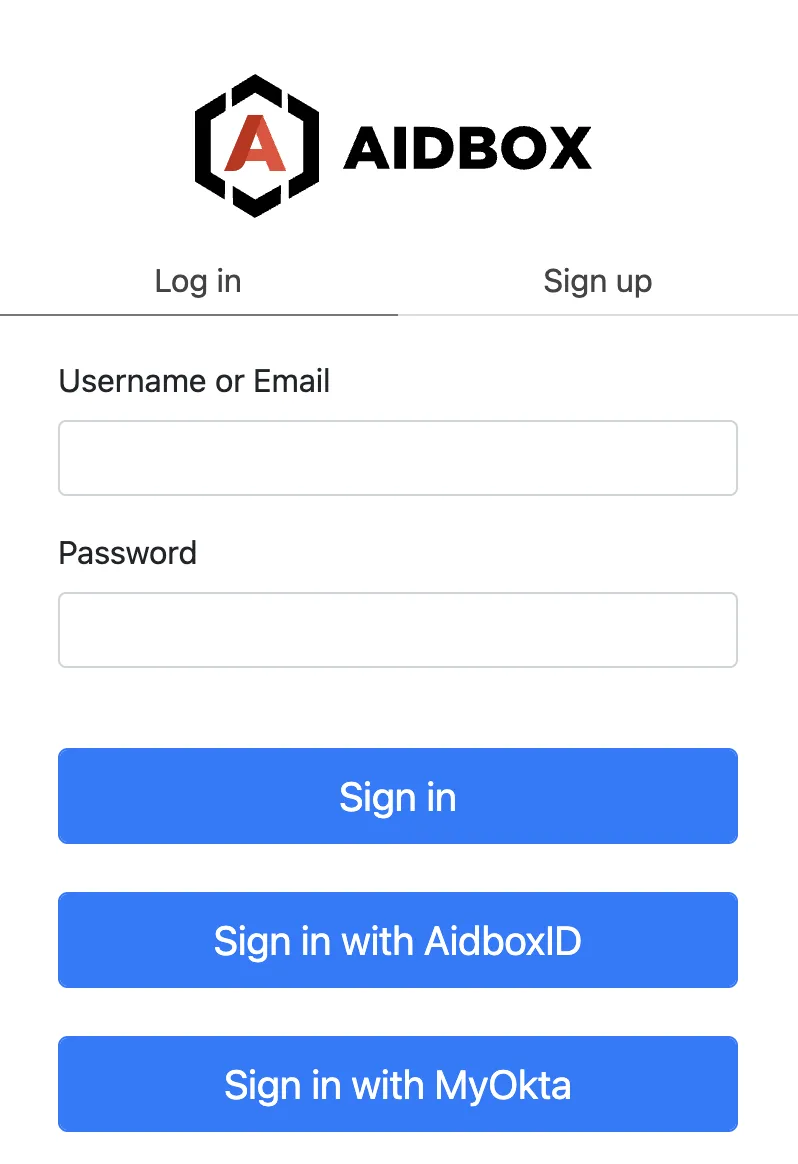 A AIDBOX
Log in Sign up
Username or Email
Password
Sign in
Sign in with AidboxID
Sign in with MyOkta